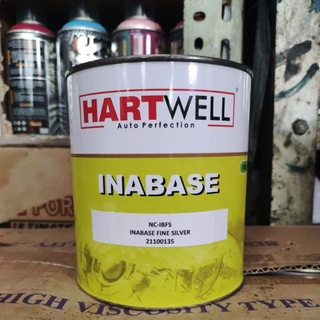 HARTWELL
Auto Perfection
INABASE
NC-IBFS
INABASE FINE SILVER
21100135
HIGH VISCOSITY TYPE